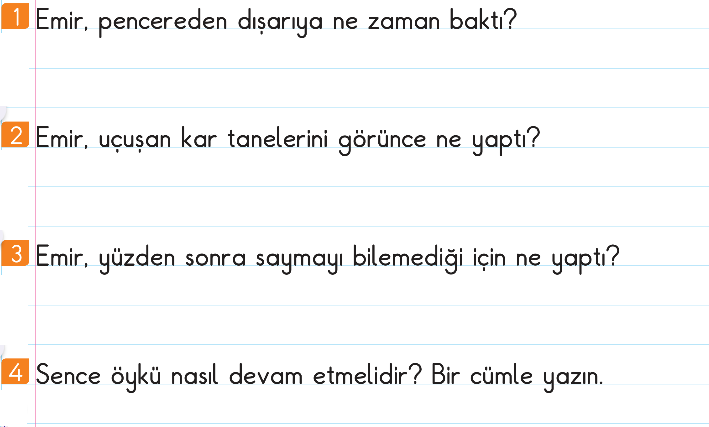 1 Emir, pencereden dışarıya ne zaman baktı?
2 Emir, uçuşan kar tanelerini görünce ne yaptı?
3 Emir, yüzden sonra saymayı bilemediği için ne yaptı?
4 Sence öykü nasıl devam etmelidir? Bir cümle yazın.